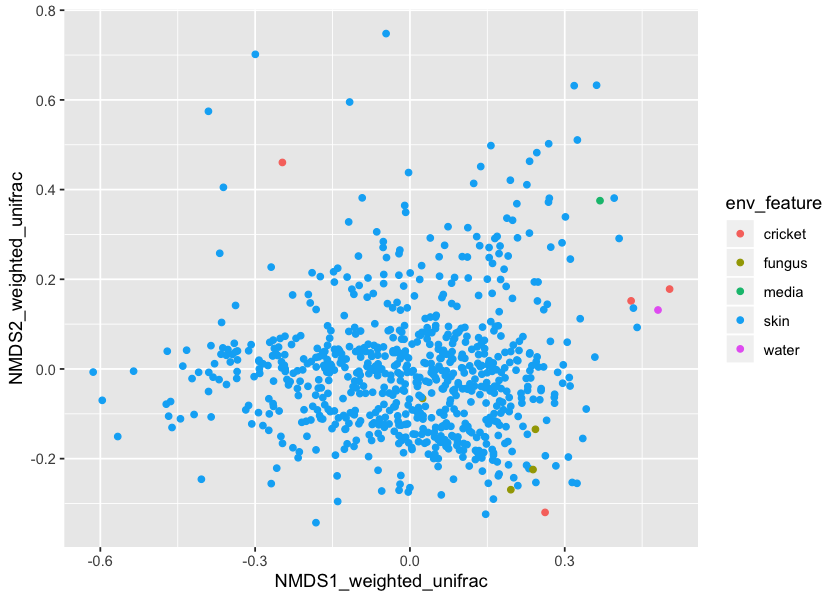 0.8
0.6
0.4
0.2
0.0
-0.2
NMDS2_weighted_unifrac
-0.6
-0.3
0.0
0.3
NMDS1_weighted_unifrac
env_feature
cricket
fungus
media
skin
water